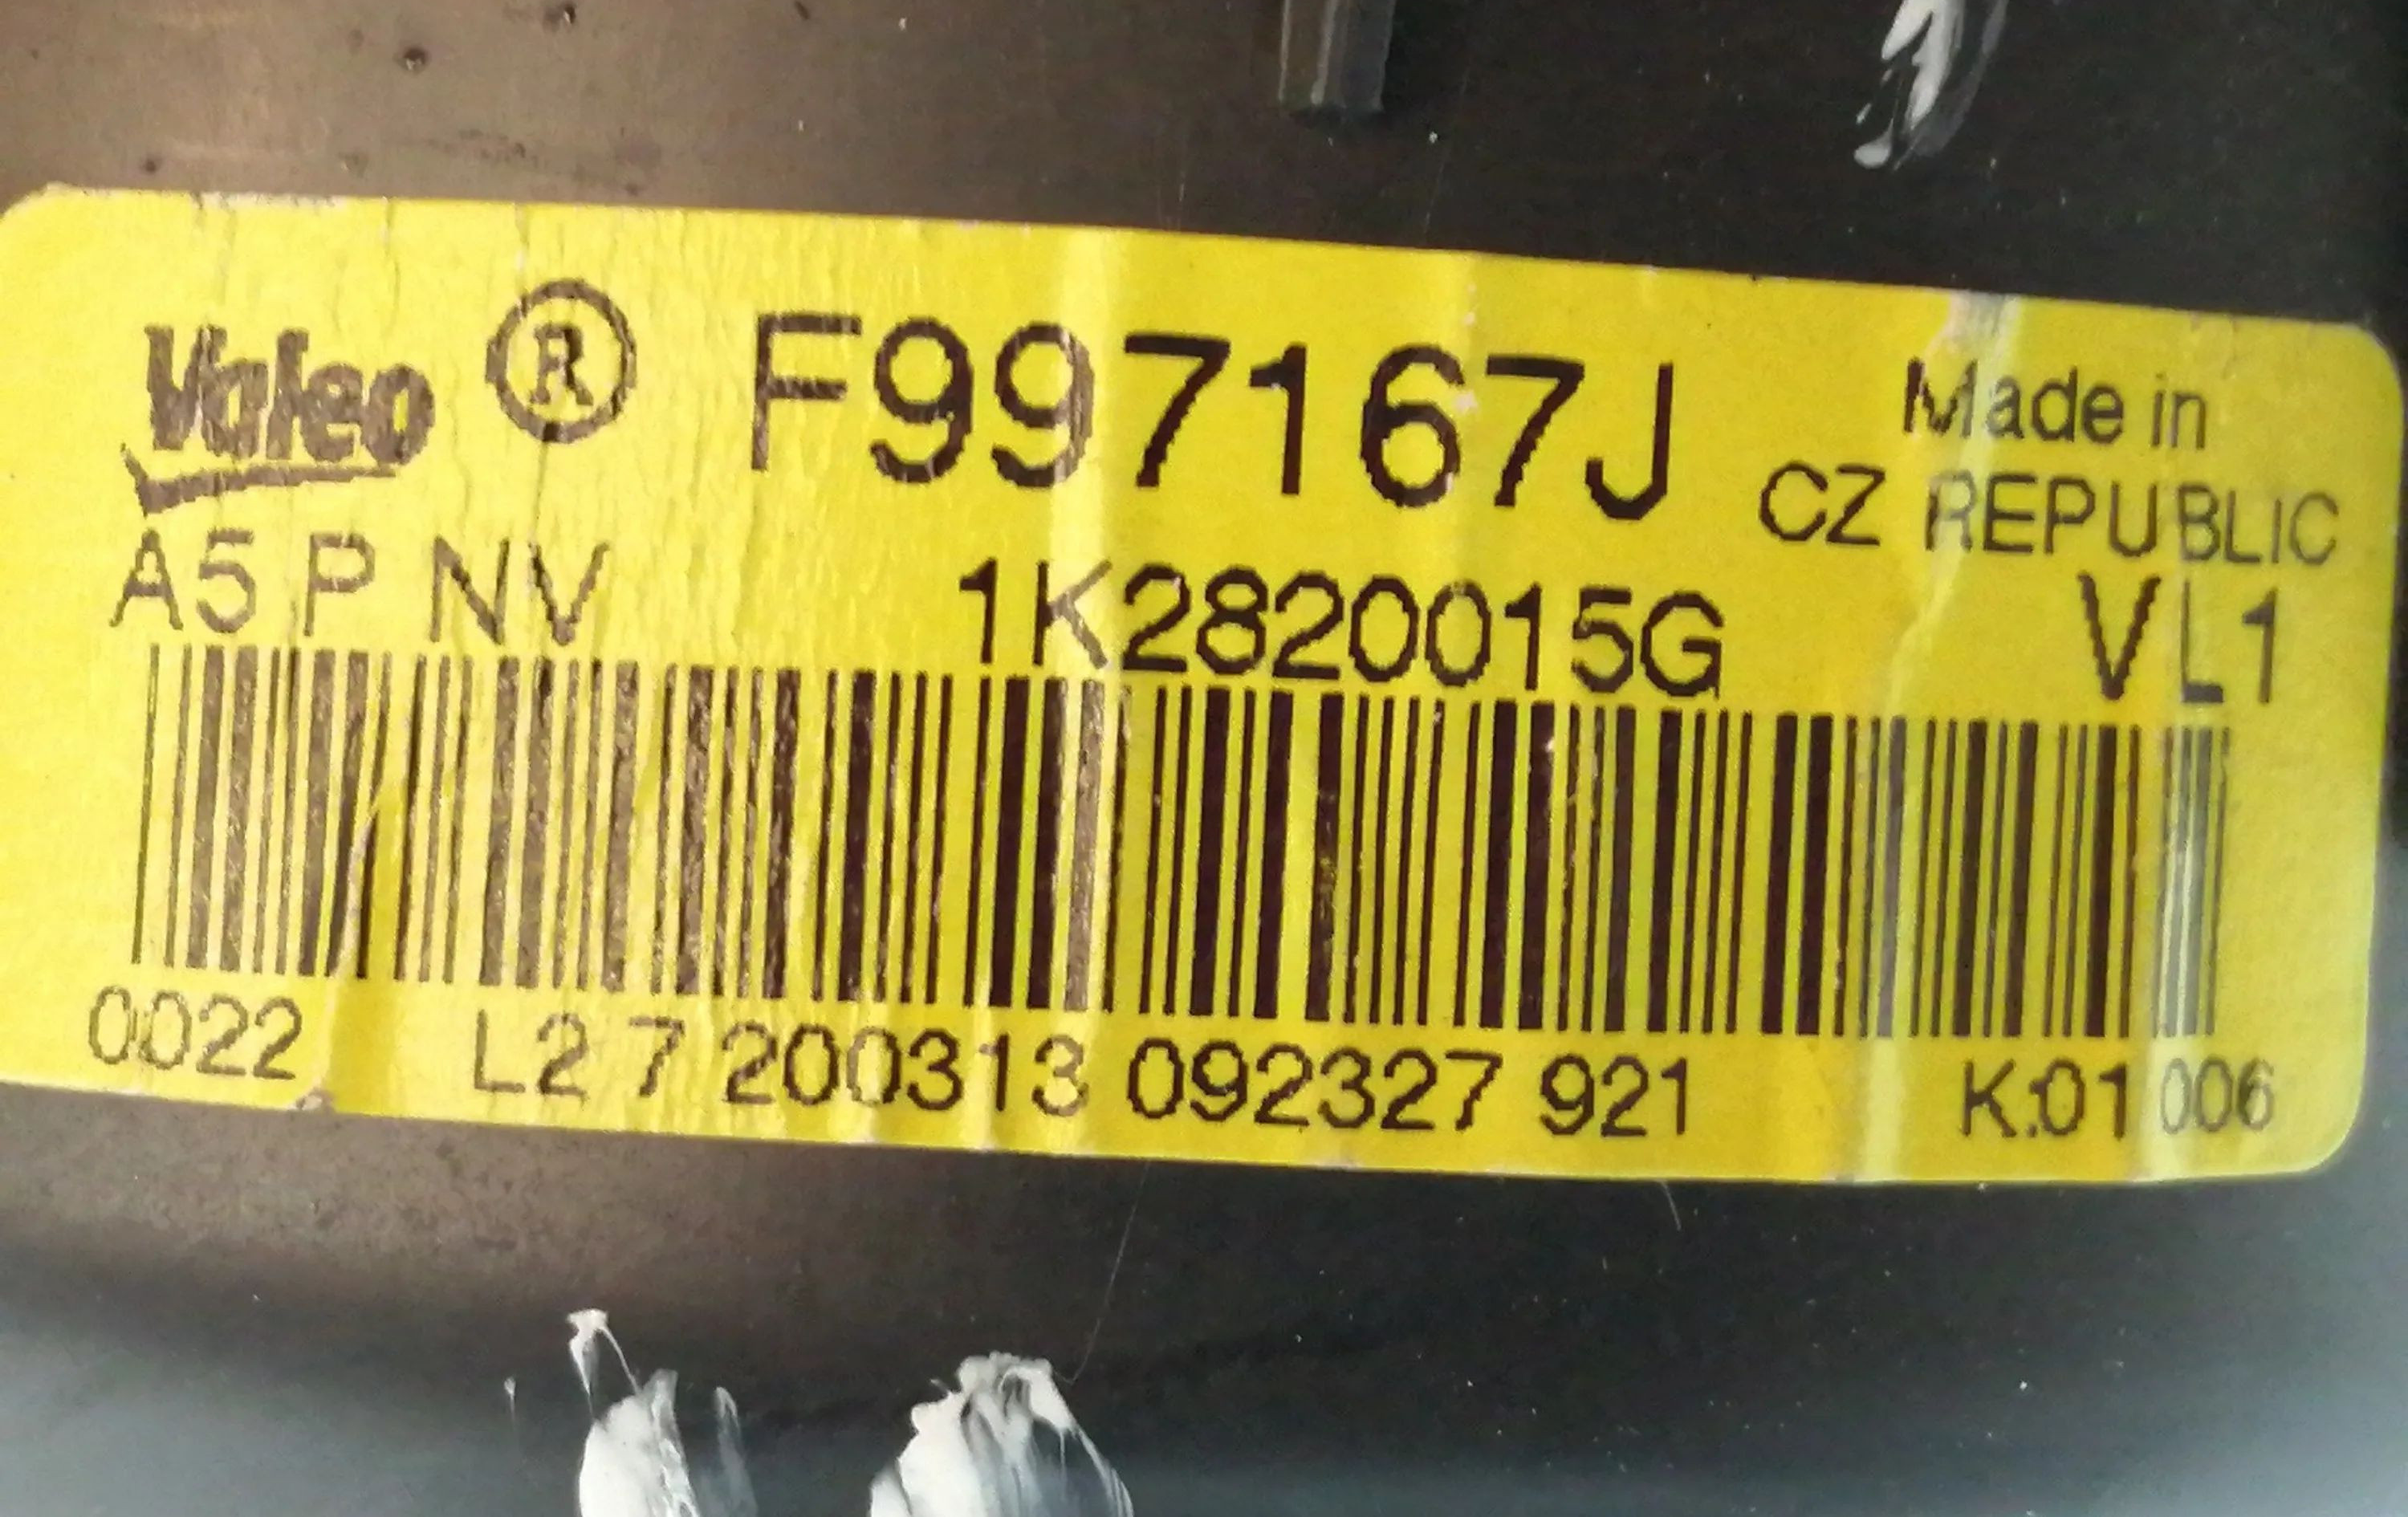 Valeo ® F997167J Made in
CZ REPUBLIC
A5 P NV 1K2820015G VL1
0022 L2 7 200313 092327 921 K:01 006